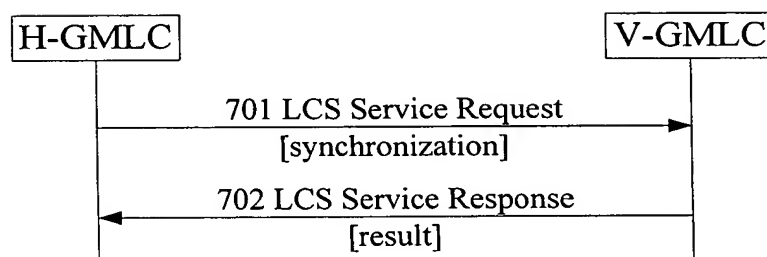 H-GMLC
V-GMLC
701 LCS Service Request
[synchronization]
702 LCS Service Response
[result]